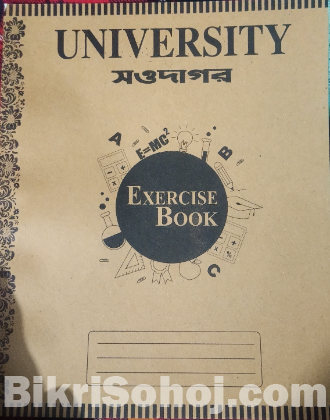 UNIVERSITY
সওদাগর
A
E=MC²
B
EXERCISE
BOOK
C
BikriSohoj.com